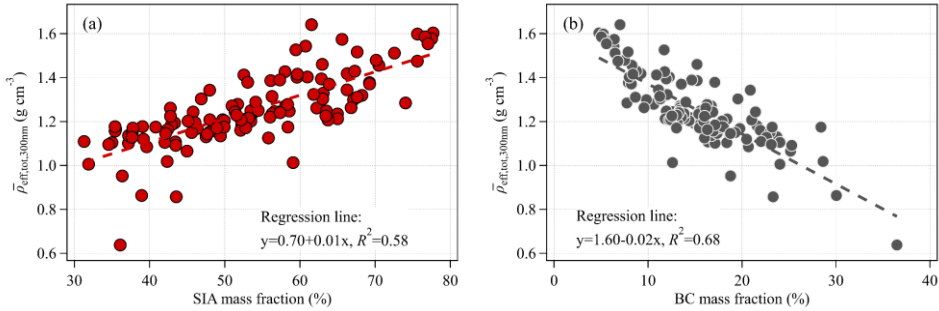 (a)
ρ̄eff,tot,300nm (g cm⁻³)
1.6
1.4
1.2
1.0
0.8
0.6
Regression line:
y=0.70+0.01x, R²=0.58
30 40 50 60 70 80
SIA mass fraction (%)
(b)
ρ̄eff,tot,300nm (g cm⁻³)
1.6
1.4
1.2
1.0
0.8
0.6
Regression line:
y=1.60-0.02x, R²=0.68
0 10 20 30 40
BC mass fraction (%)